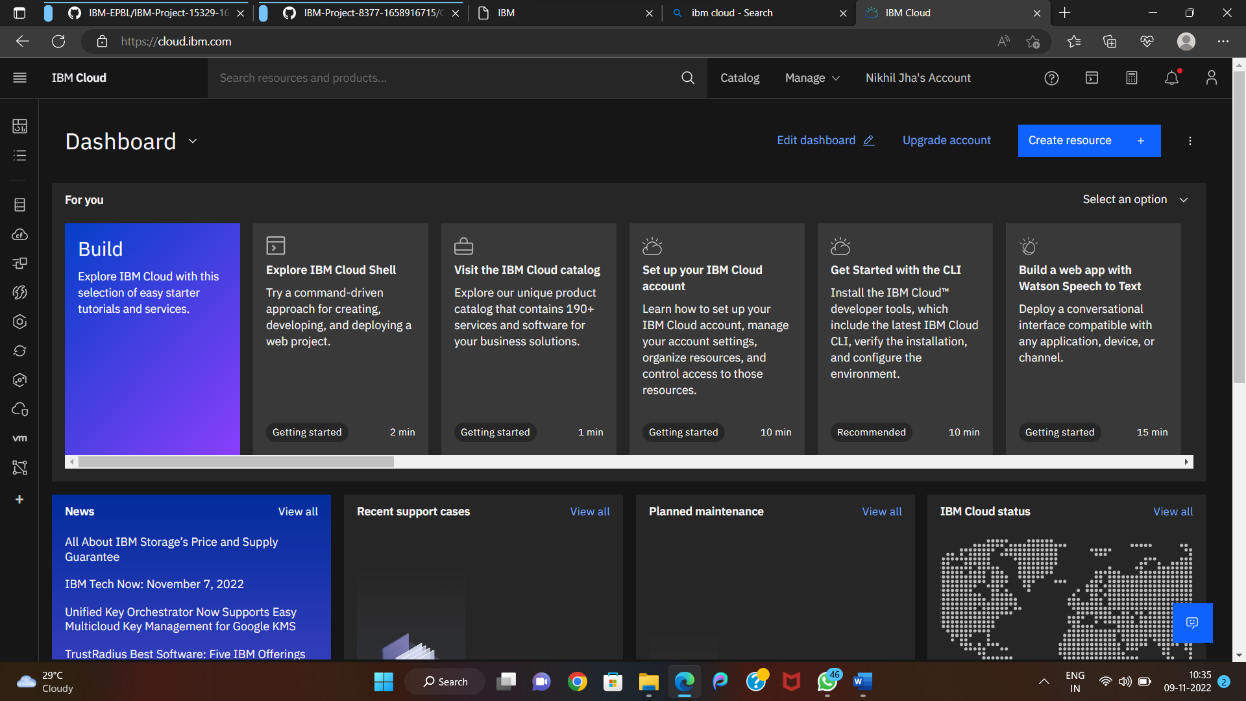 IBM-EPBL/IBM-Project-15329-16
IBM-Project-8377-1658916715/C
IBM
ibm cloud - Search
IBM Cloud
https://cloud.ibm.com
IBM Cloud
Search resources and products...
Catalog
Manage
Nikhil Jha's Account
Dashboard
Edit dashboard
Upgrade account
Create resource +
For you
Select an option
Build
Explore IBM Cloud with this
selection of easy starter
tutorials and services.
Explore IBM Cloud Shell
Try a command-driven
approach for creating,
developing, and deploying a
web project.
Getting started
2 min
Visit the IBM Cloud catalog
Explore our unique product
catalog that contains 190+
services and software for
your business solutions.
Getting started
1 min
Set up your IBM Cloud
account
Learn how to set up your
IBM Cloud account, manage
your account settings,
organize resources, and
control access to those
resources.
Getting started
10 min
Get Started with the CLI
Install the IBM Cloud™
developer tools, which
include the latest IBM Cloud
CLI, verify the installation,
and configure the
environment.
Recommended
10 min
Build a web app with
Watson Speech to Text
Deploy a conversational
interface compatible with
any application, device, or
channel.
Getting started
15 min
vm
News
View all
All About IBM Storage's Price and Supply
Guarantee
IBM Tech Now: November 7, 2022
Unified Key Orchestrator Now Supports Easy
Multicloud Key Management for Google KMS
TrustRadius Best Software: Five IBM Offerings
Recent support cases
View all
Planned maintenance
View all
IBM Cloud status
View all
29°C
Cloudy
Search
46
ENG
IN
10:35
09-11-2022
2